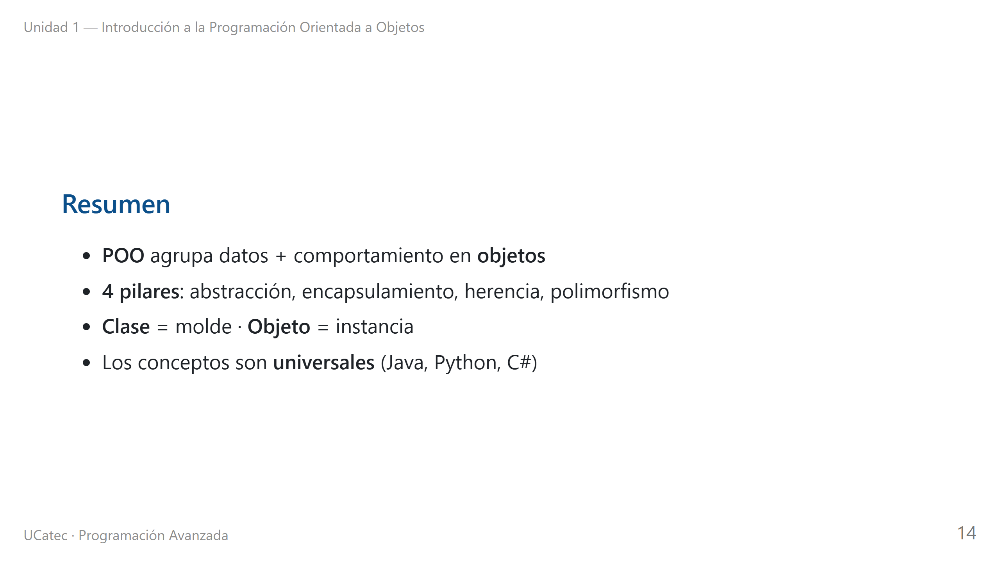 Unidad 1 — Introducción a la Programación Orientada a Objetos
Resumen
• POO agrupa datos + comportamiento en objetos
• 4 pilares: abstracción, encapsulamiento, herencia, polimorfismo
• Clase = molde · Objeto = instancia
• Los conceptos son universales (Java, Python, C#)
UCatec · Programación Avanzada
14